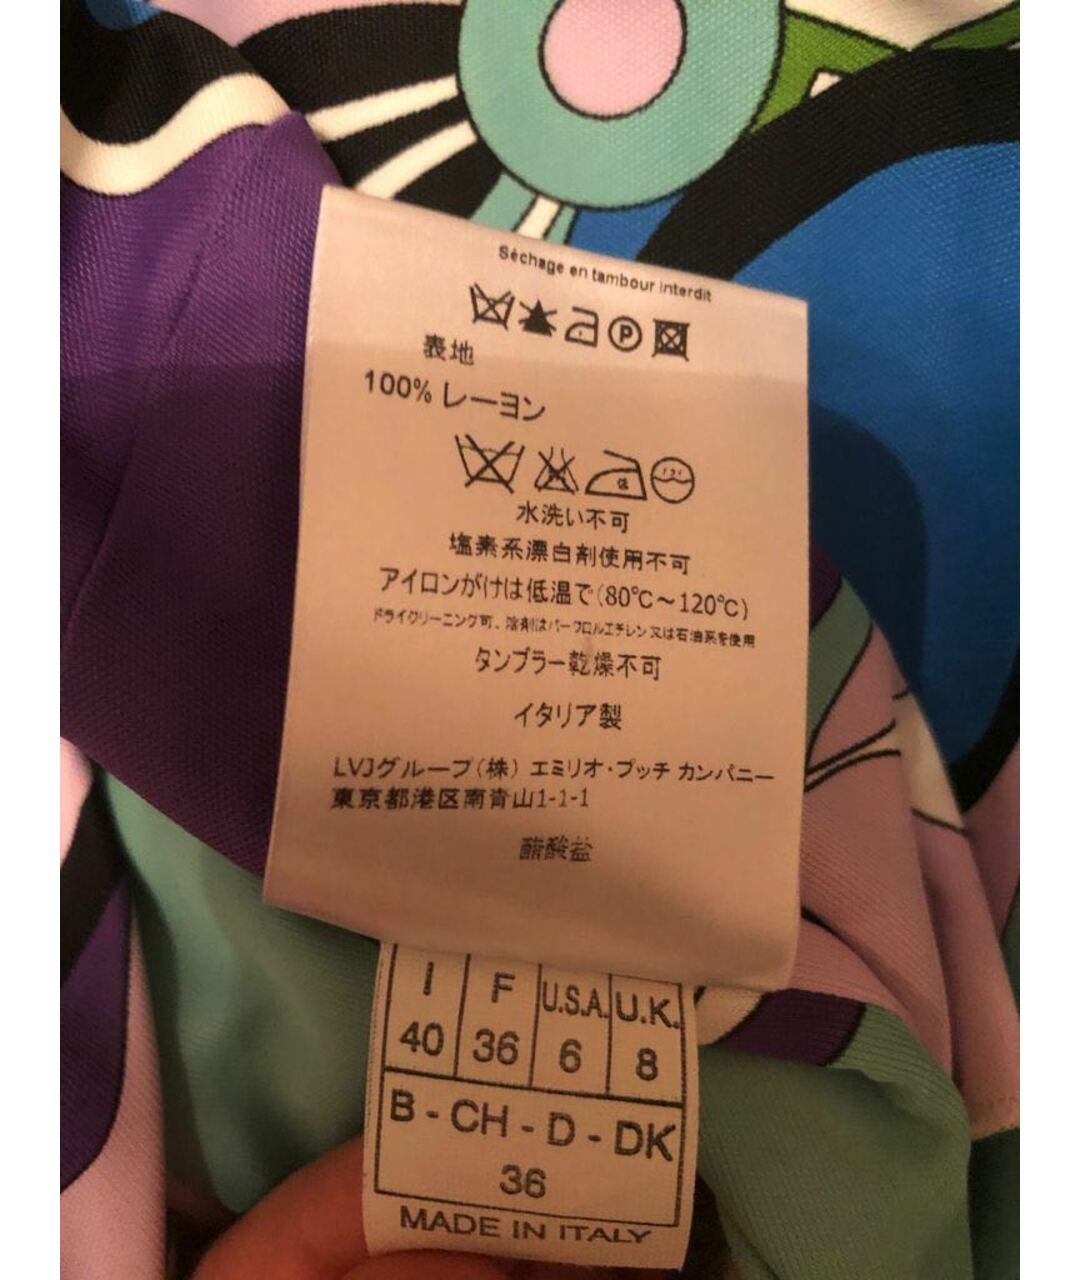 Séchage en tambour interdit
P
表地
100% レーヨン
低
水洗い不可
塩素系漂白剤使用不可
アイロンがけは低温で(80℃～120℃)
ドライクリーニング可、溶剤はパークロルエチレン又は石油系を使用
タンブラー乾燥不可
イタリア製
LVJグループ(株) エミリオ・プッチ カンパニー
東京都港区南青山1-1-1
醋酸盐
I F U.S.A. U.K.
40 36 6 8
B - CH - D - DK
36
MADE IN ITALY